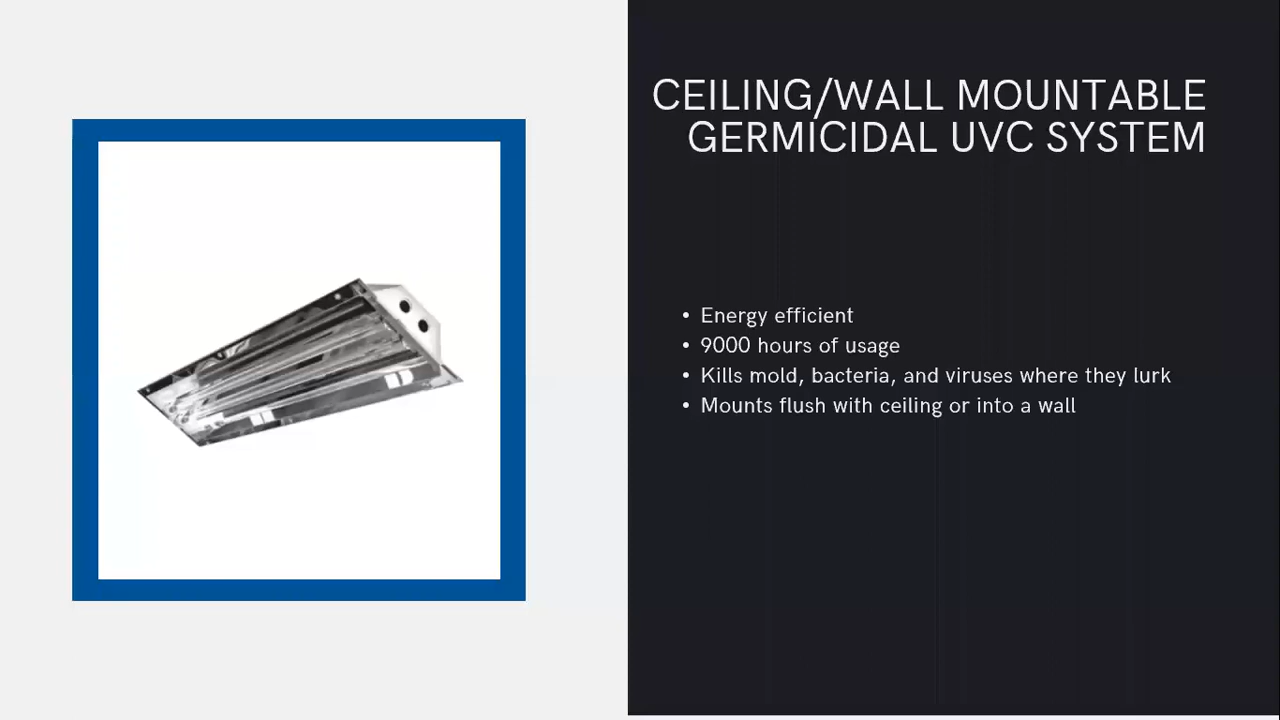 CEILING/WALL MOUNTABLE
GERMICIDAL UVC SYSTEM
• Energy efficient
• 9000 hours of usage
• Kills mold, bacteria, and viruses where they lurk
• Mounts flush with ceiling or into a wall